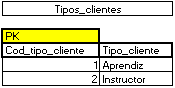 Tipos_clientes
PK
Cod_tipo_cliente Tipo_cliente
1 Aprendiz
2 Instructor